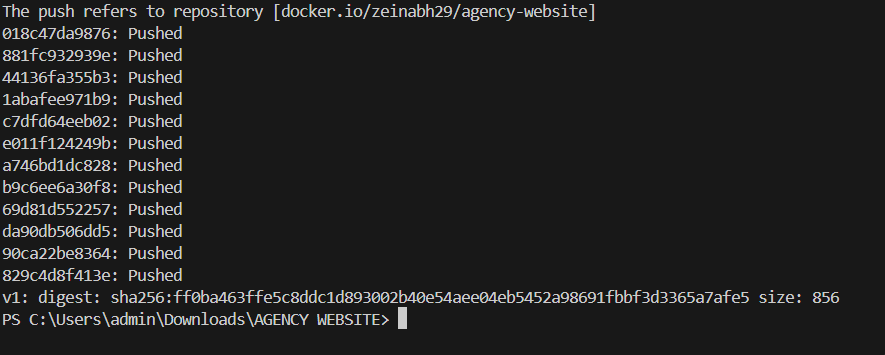 The push refers to repository [docker.io/zeinabh29/agency-website]
018c47da9876: Pushed
881fc932939e: Pushed
44136fa355b3: Pushed
1abafee971b9: Pushed
c7dfd64eeb02: Pushed
e011f124249b: Pushed
a746bd1dc828: Pushed
b9c6ee6a30f8: Pushed
69d81d552257: Pushed
da90db506dd5: Pushed
90ca22be8364: Pushed
829c4d8f413e: Pushed
v1: digest: sha256:ff0ba463ffe5c8ddc1d893002b40e54aee04eb5452a98691fbbf3d3365a7afe5 size: 856
PS C:\Users\admin\Downloads\AGENCY WEBSITE>